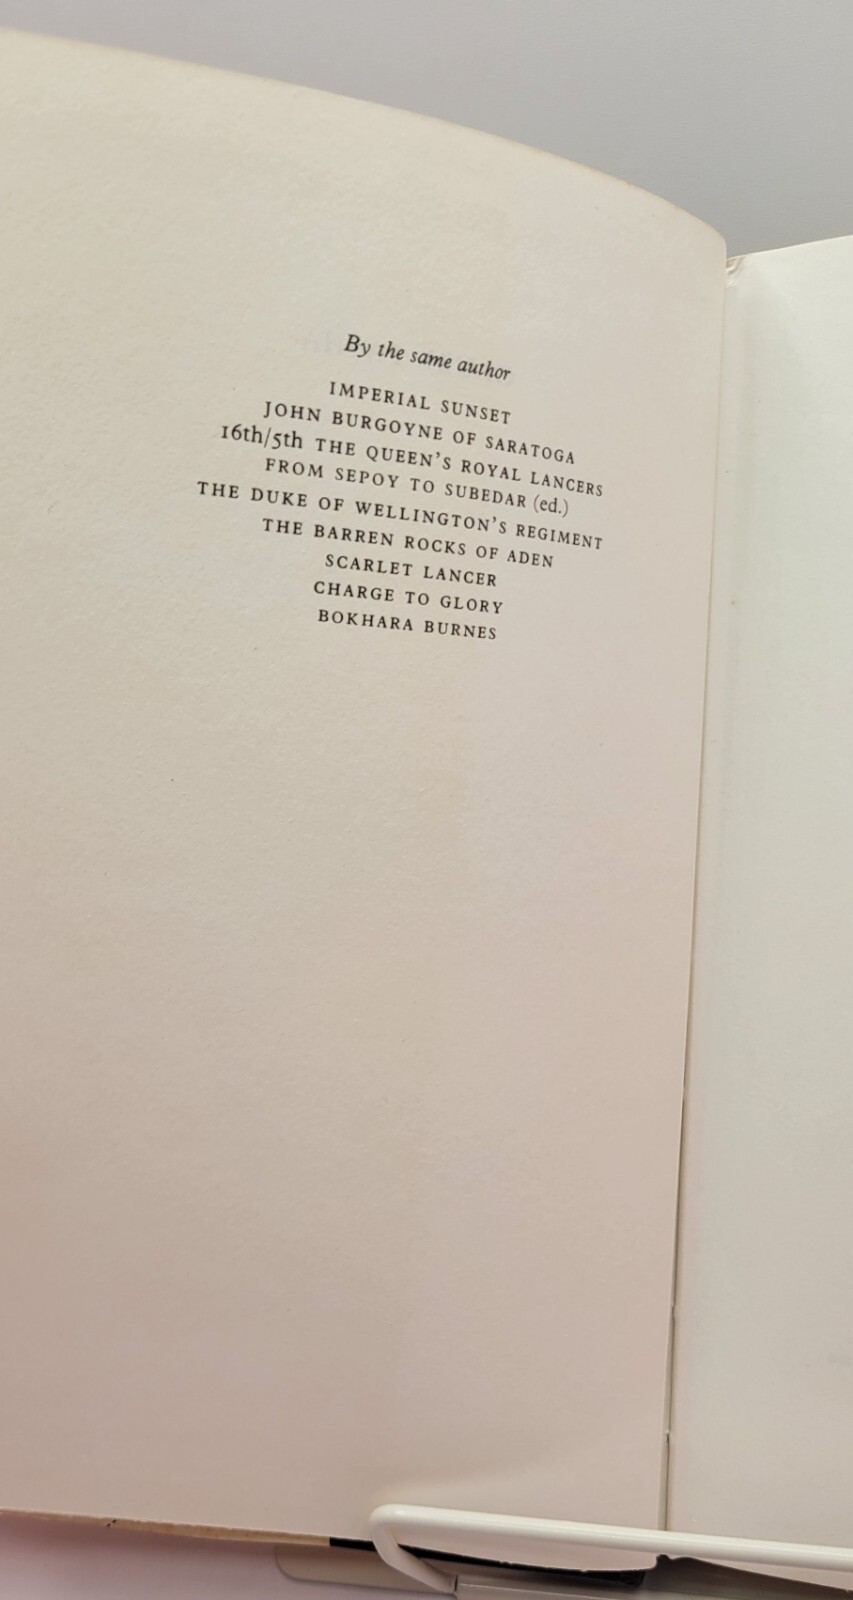 By the same author
IMPERIAL SUNSET
JOHN BURGOYNE OF SARATOGA
16th/5th THE QUEEN'S ROYAL LANCERS
FROM SEPOY TO SUBEDAR (ed.)
THE DUKE OF WELLINGTON'S REGIMENT
THE BARREN ROCKS OF ADEN
SCARLET LANCER
CHARGE TO GLORY
BOKHARA BURNES